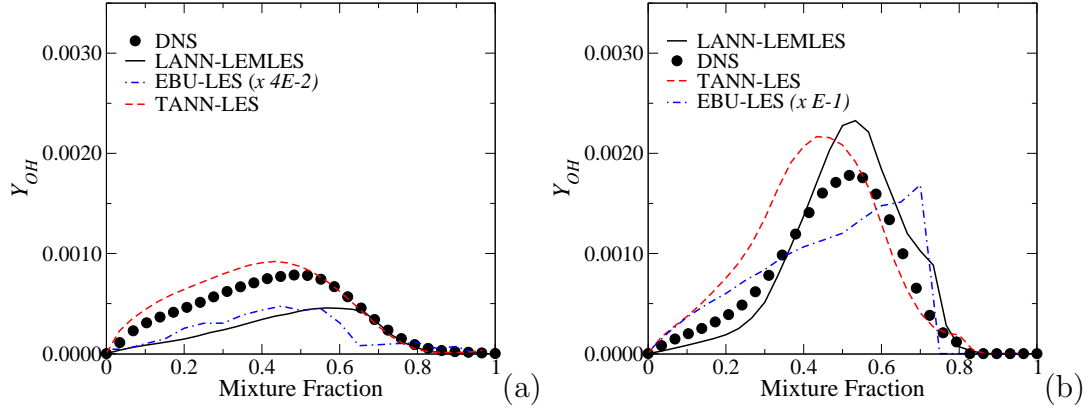 0.0030
0.0020
0.0010
0.0000
Y_OH
DNS
LANN-LEMLES
EBU-LES (x 4E-2)
TANN-LES
0 0.2 0.4 0.6 0.8 1
Mixture Fraction
(a)
0.0030
0.0020
0.0010
0.0000
Y_OH
LANN-LEMLES
DNS
TANN-LES
EBU-LES (x E-1)
0 0.2 0.4 0.6 0.8 1
Mixture Fraction
(b)